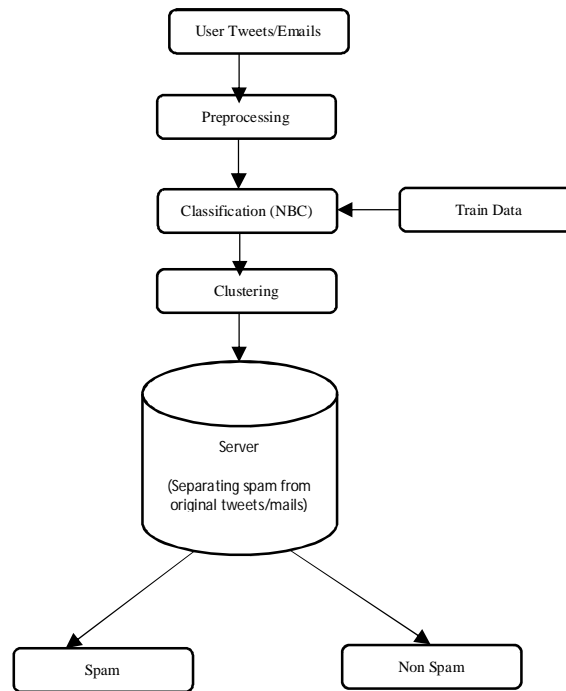 User Tweets/Emails
Preprocessing
Classification (NBC)
Train Data
Clustering
Server
(Separating spam from
original tweets/mails)
Spam
Non Spam